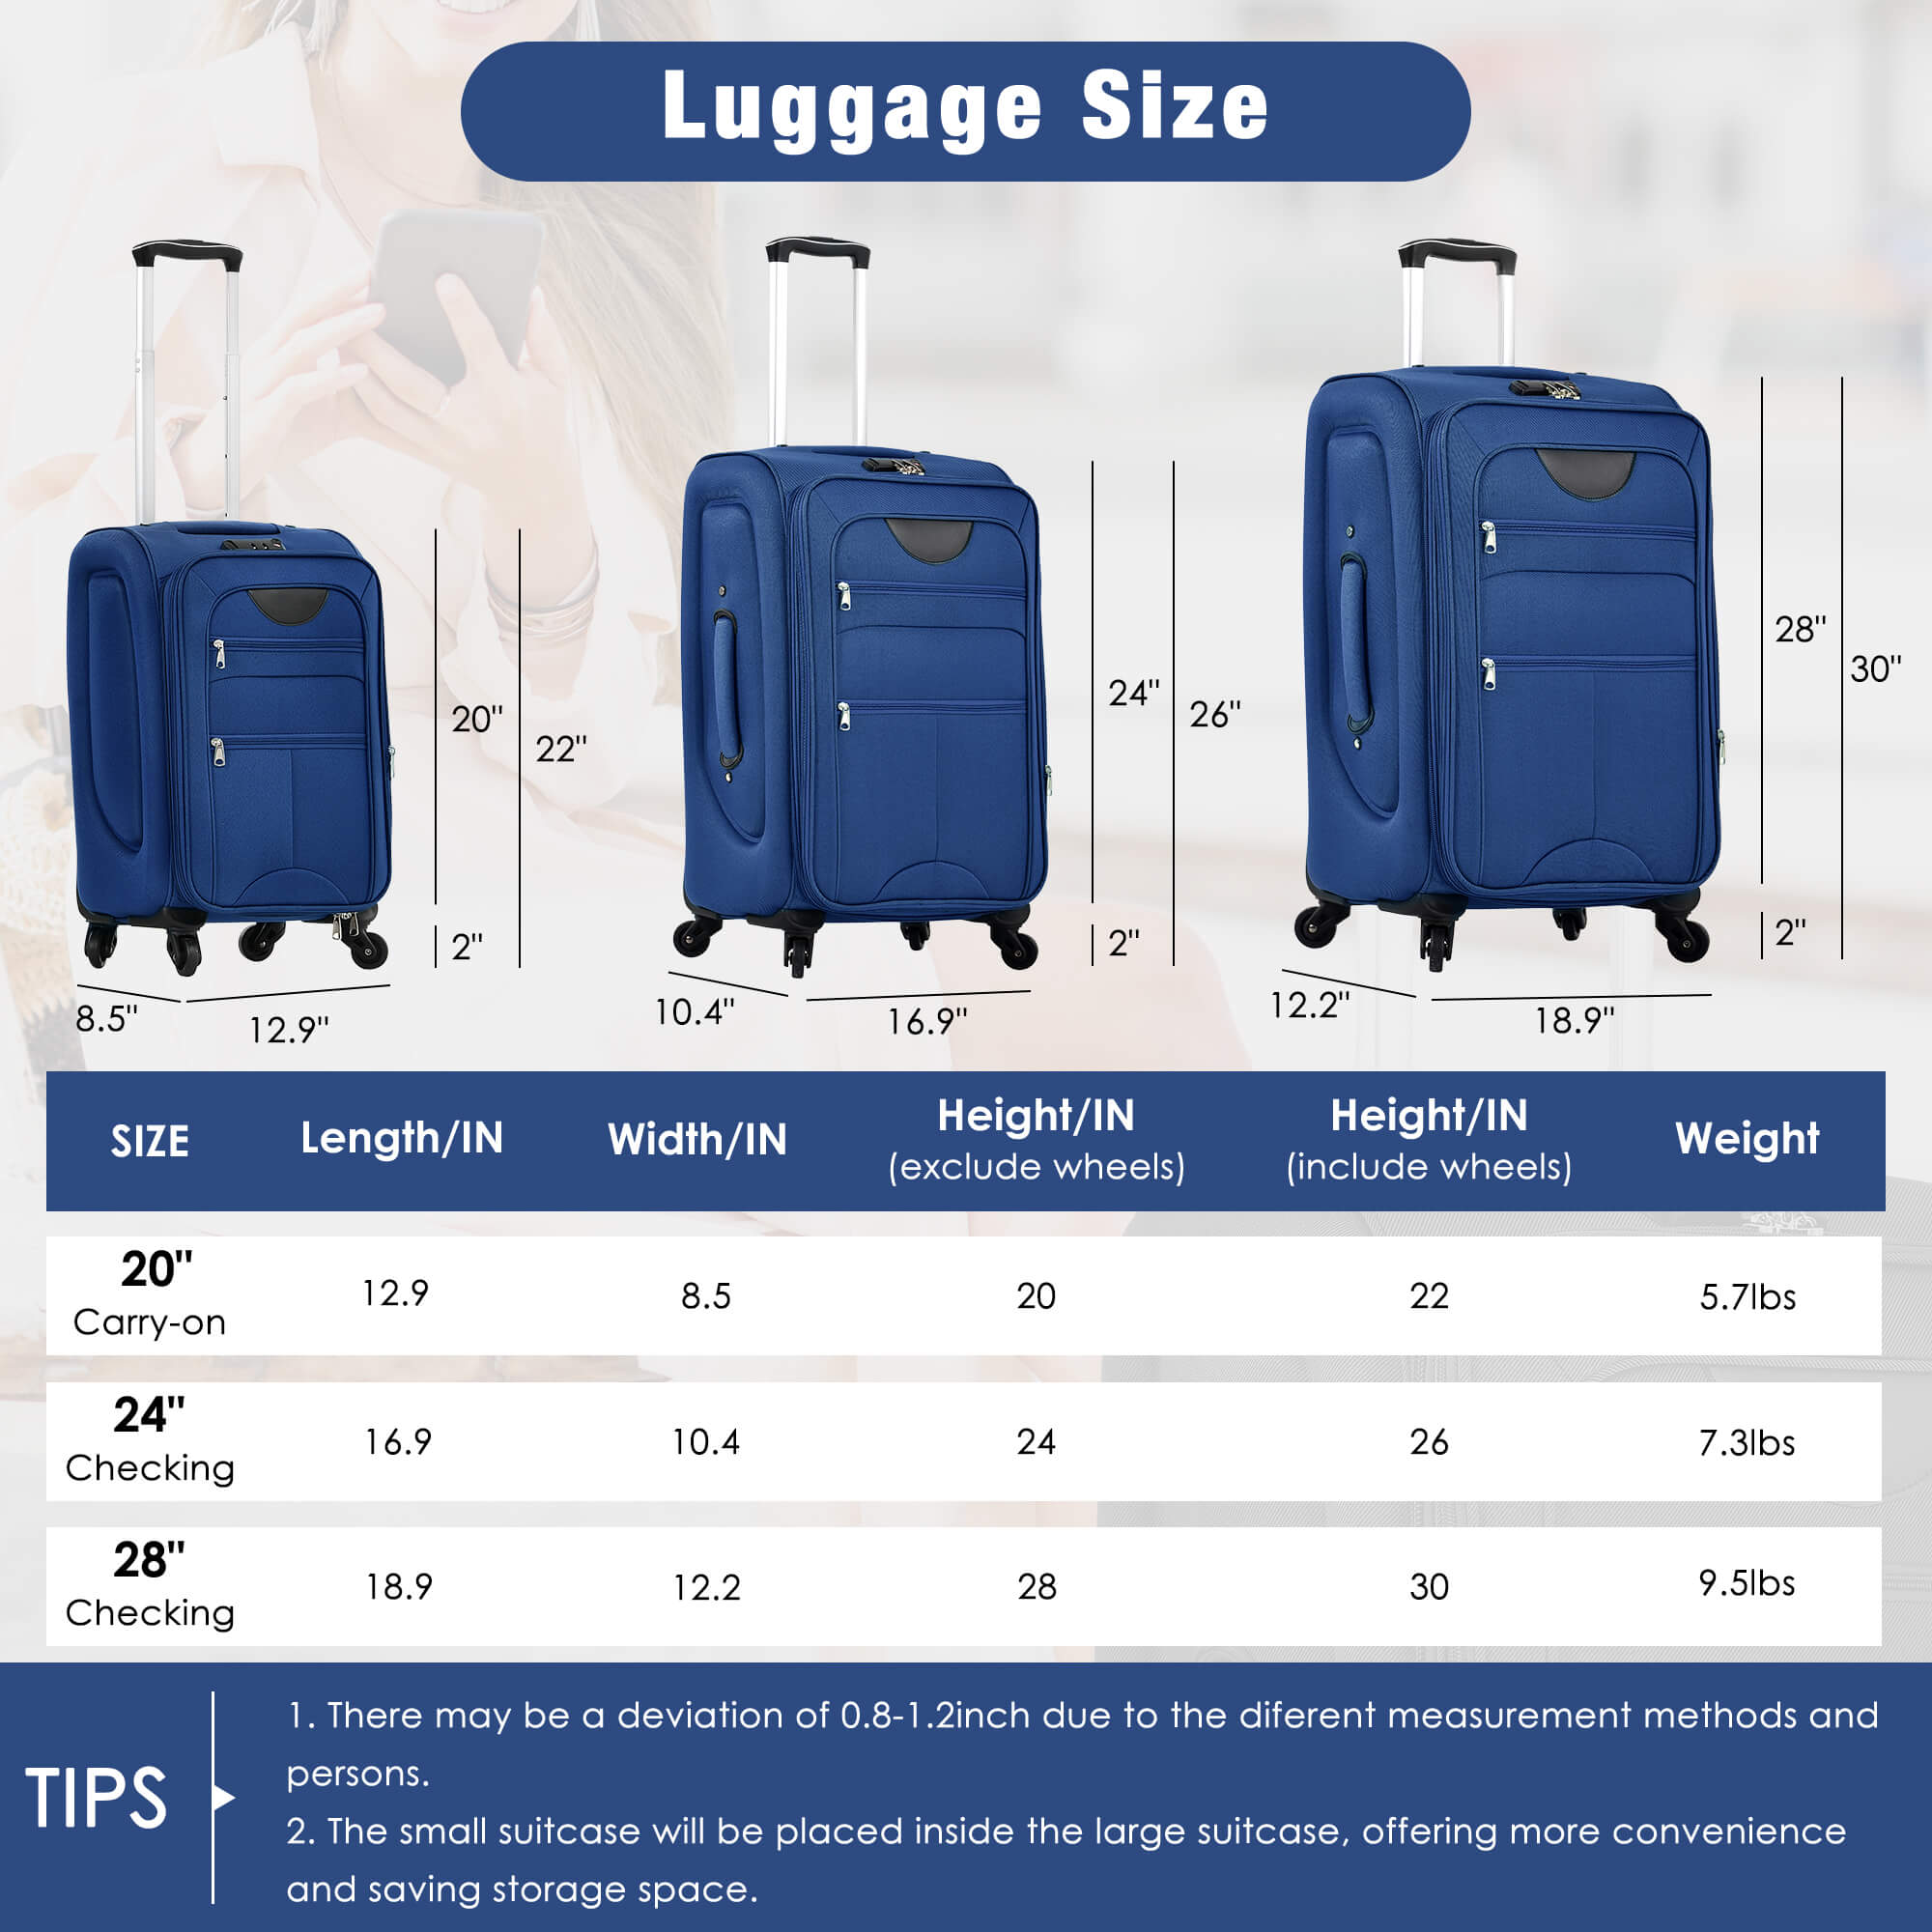 Luggage Size
20"
22"
2"
8.5"
12.9"
24"
26"
2"
10.4"
16.9"
28"
30"
2"
12.2"
18.9"
SIZE Length/IN Width/IN Height/IN (exclude wheels) Height/IN (include wheels) Weight
20" Carry-on 12.9 8.5 20 22 5.7lbs
24" Checking 16.9 10.4 24 26 7.3lbs
28" Checking 18.9 12.2 28 30 9.5lbs
TIPS
1. There may be a deviation of 0.8-1.2inch due to the diferent measurement methods and
persons.
2. The small suitcase will be placed inside the large suitcase, offering more convenience
and saving storage space.